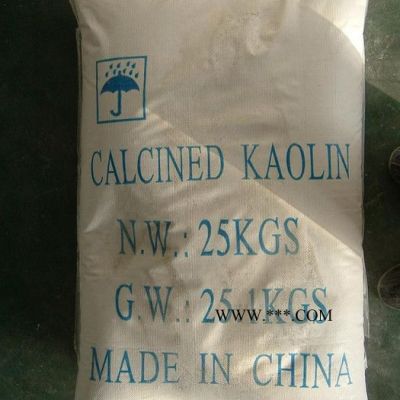 CALCINED KAOLIN
N.W.: 25KGS
G.W.: 25.1KGS
WWW.***.COM
MADE IN CHINA